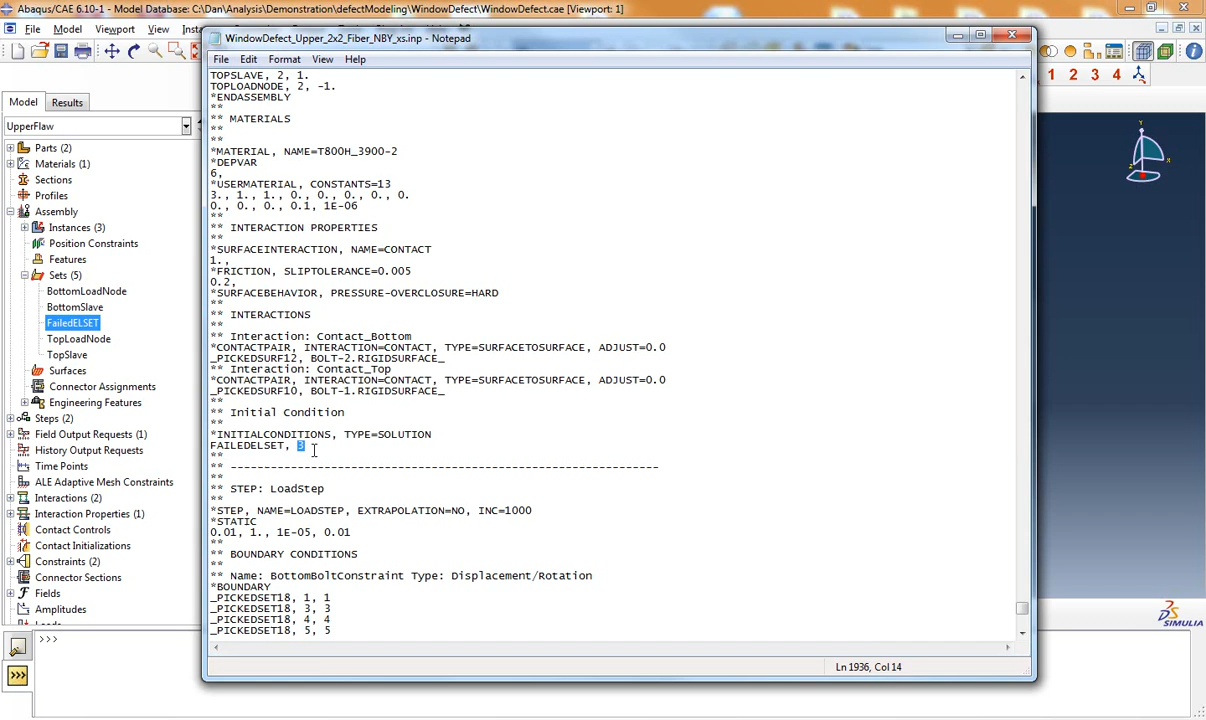 Abaqus/CAE 6.10-1 - Model Database: C:\Dan\Analysis\Demonstration\defectModeling\WindowDefect\WindowDefect.cae [Viewport: 1]
File Model Viewport View Ins
WindowDefect_Upper_2x2_Fiber_NBY_xs.inp - Notepad
File Edit Format View Help
1 2 3 4
Model Results
UpperFlaw
Parts (2)
Materials (1)
Sections
Profiles
Assembly
Instances (3)
Position Constraints
Features
Sets (5)
BottomLoadNode
BottomSlave
FailedELSET
TopLoadNode
TopSlave
Surfaces
Connector Assignments
Engineering Features
Steps (2)
Field Output Requests (1)
History Output Requests
Time Points
ALE Adaptive Mesh Constraints
Interactions (2)
Interaction Properties (1)
Contact Controls
Contact Initializations
Constraints (2)
Connector Sections
Fields
Amplitudes
TOPSLAVE, 2, 1.
TOPLOADNODE, 2, -1.
*ENDASSEMBLY
**
** MATERIALS
**
**
*MATERIAL, NAME=T800H_3900-2
*DEPVAR
6,
*USERMATERIAL, CONSTANTS=13
3., 1., 1., 0., 0., 0., 0., 0.
0., 0., 0., 0.1, 1E-06
**
** INTERACTION PROPERTIES
**
*SURFACEINTERACTION, NAME=CONTACT
1.,
*FRICTION, SLIPTOLERANCE=0.005
0.2,
*SURFACEBEHAVIOR, PRESSURE-OVERCLOSURE=HARD
**
** INTERACTIONS
**
** Interaction: Contact_Bottom
*CONTACTPAIR, INTERACTION=CONTACT, TYPE=SURFACETOSURFACE, ADJUST=0.0
_PICKEDSURF12, BOLT-2.RIGIDSURFACE_
** Interaction: Contact_Top
*CONTACTPAIR, INTERACTION=CONTACT, TYPE=SURFACETOSURFACE, ADJUST=0.0
_PICKEDSURF10, BOLT-1.RIGIDSURFACE_
**
** Initial Condition
**
*INITIALCONDITIONS, TYPE=SOLUTION
FAILEDELSET, 3
**
** ----------------------------------------------------------------
**
** STEP: LoadStep
**
*STEP, NAME=LOADSTEP, EXTRAPOLATION=NO, INC=1000
*STATIC
0.01, 1., 1E-05, 0.01
**
** BOUNDARY CONDITIONS
**
** Name: BottomBoltConstraint Type: Displacement/Rotation
*BOUNDARY
_PICKEDSET18, 1, 1
_PICKEDSET18, 3, 3
_PICKEDSET18, 4, 4
_PICKEDSET18, 5, 5
Ln 1936, Col 14
>>>
>>>
Y
X
Z
SIMULIA